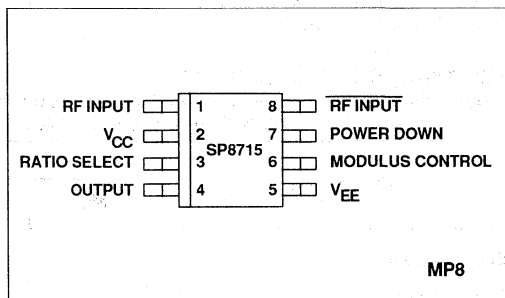 RF INPUT 1 8 RF INPUT
VCC 2 7 POWER DOWN
SP8715
RATIO SELECT 3 6 MODULUS CONTROL
OUTPUT 4 5 VEE
MP8